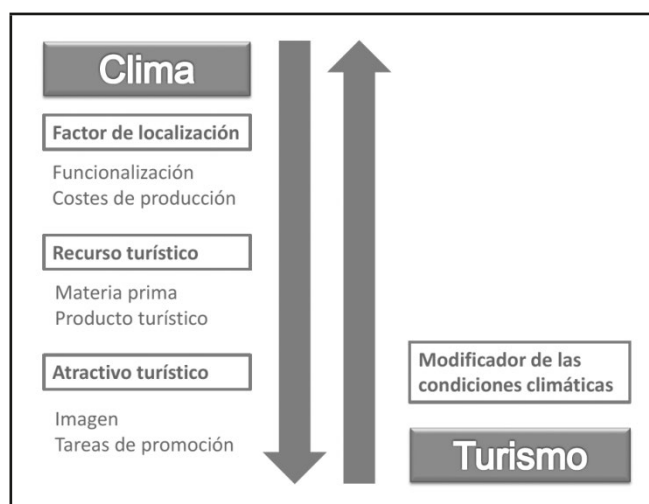 Clima
Factor de localización
Funcionalización
Costes de producción
Recurso turístico
Materia prima
Producto turístico
Atractivo turístico
Imagen
Tareas de promoción
Modificador de las
condiciones climáticas
Turismo